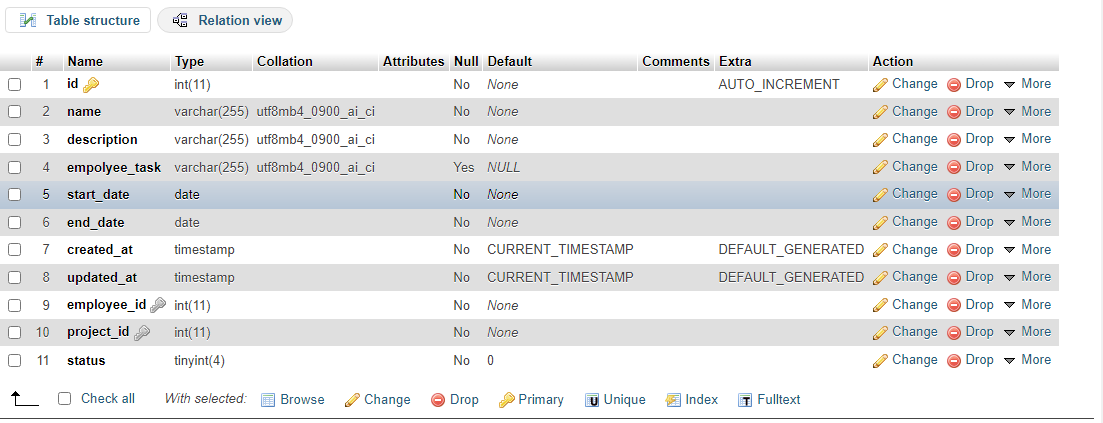 Table structure Relation view
# Name Type Collation Attributes Null Default Comments Extra Action
1 id int(11) No None AUTO_INCREMENT Change Drop More
2 name varchar(255) utf8mb4_0900_ai_ci No None Change Drop More
3 description varchar(255) utf8mb4_0900_ai_ci No None Change Drop More
4 empolyee_task varchar(255) utf8mb4_0900_ai_ci Yes NULL Change Drop More
5 start_date date No None Change Drop More
6 end_date date No None Change Drop More
7 created_at timestamp No CURRENT_TIMESTAMP DEFAULT_GENERATED Change Drop More
8 updated_at timestamp No CURRENT_TIMESTAMP DEFAULT_GENERATED Change Drop More
9 employee_id int(11) No None Change Drop More
10 project_id int(11) No None Change Drop More
11 status tinyint(4) No 0 Change Drop More
Check all With selected: Browse Change Drop Primary U Unique Index T Fulltext